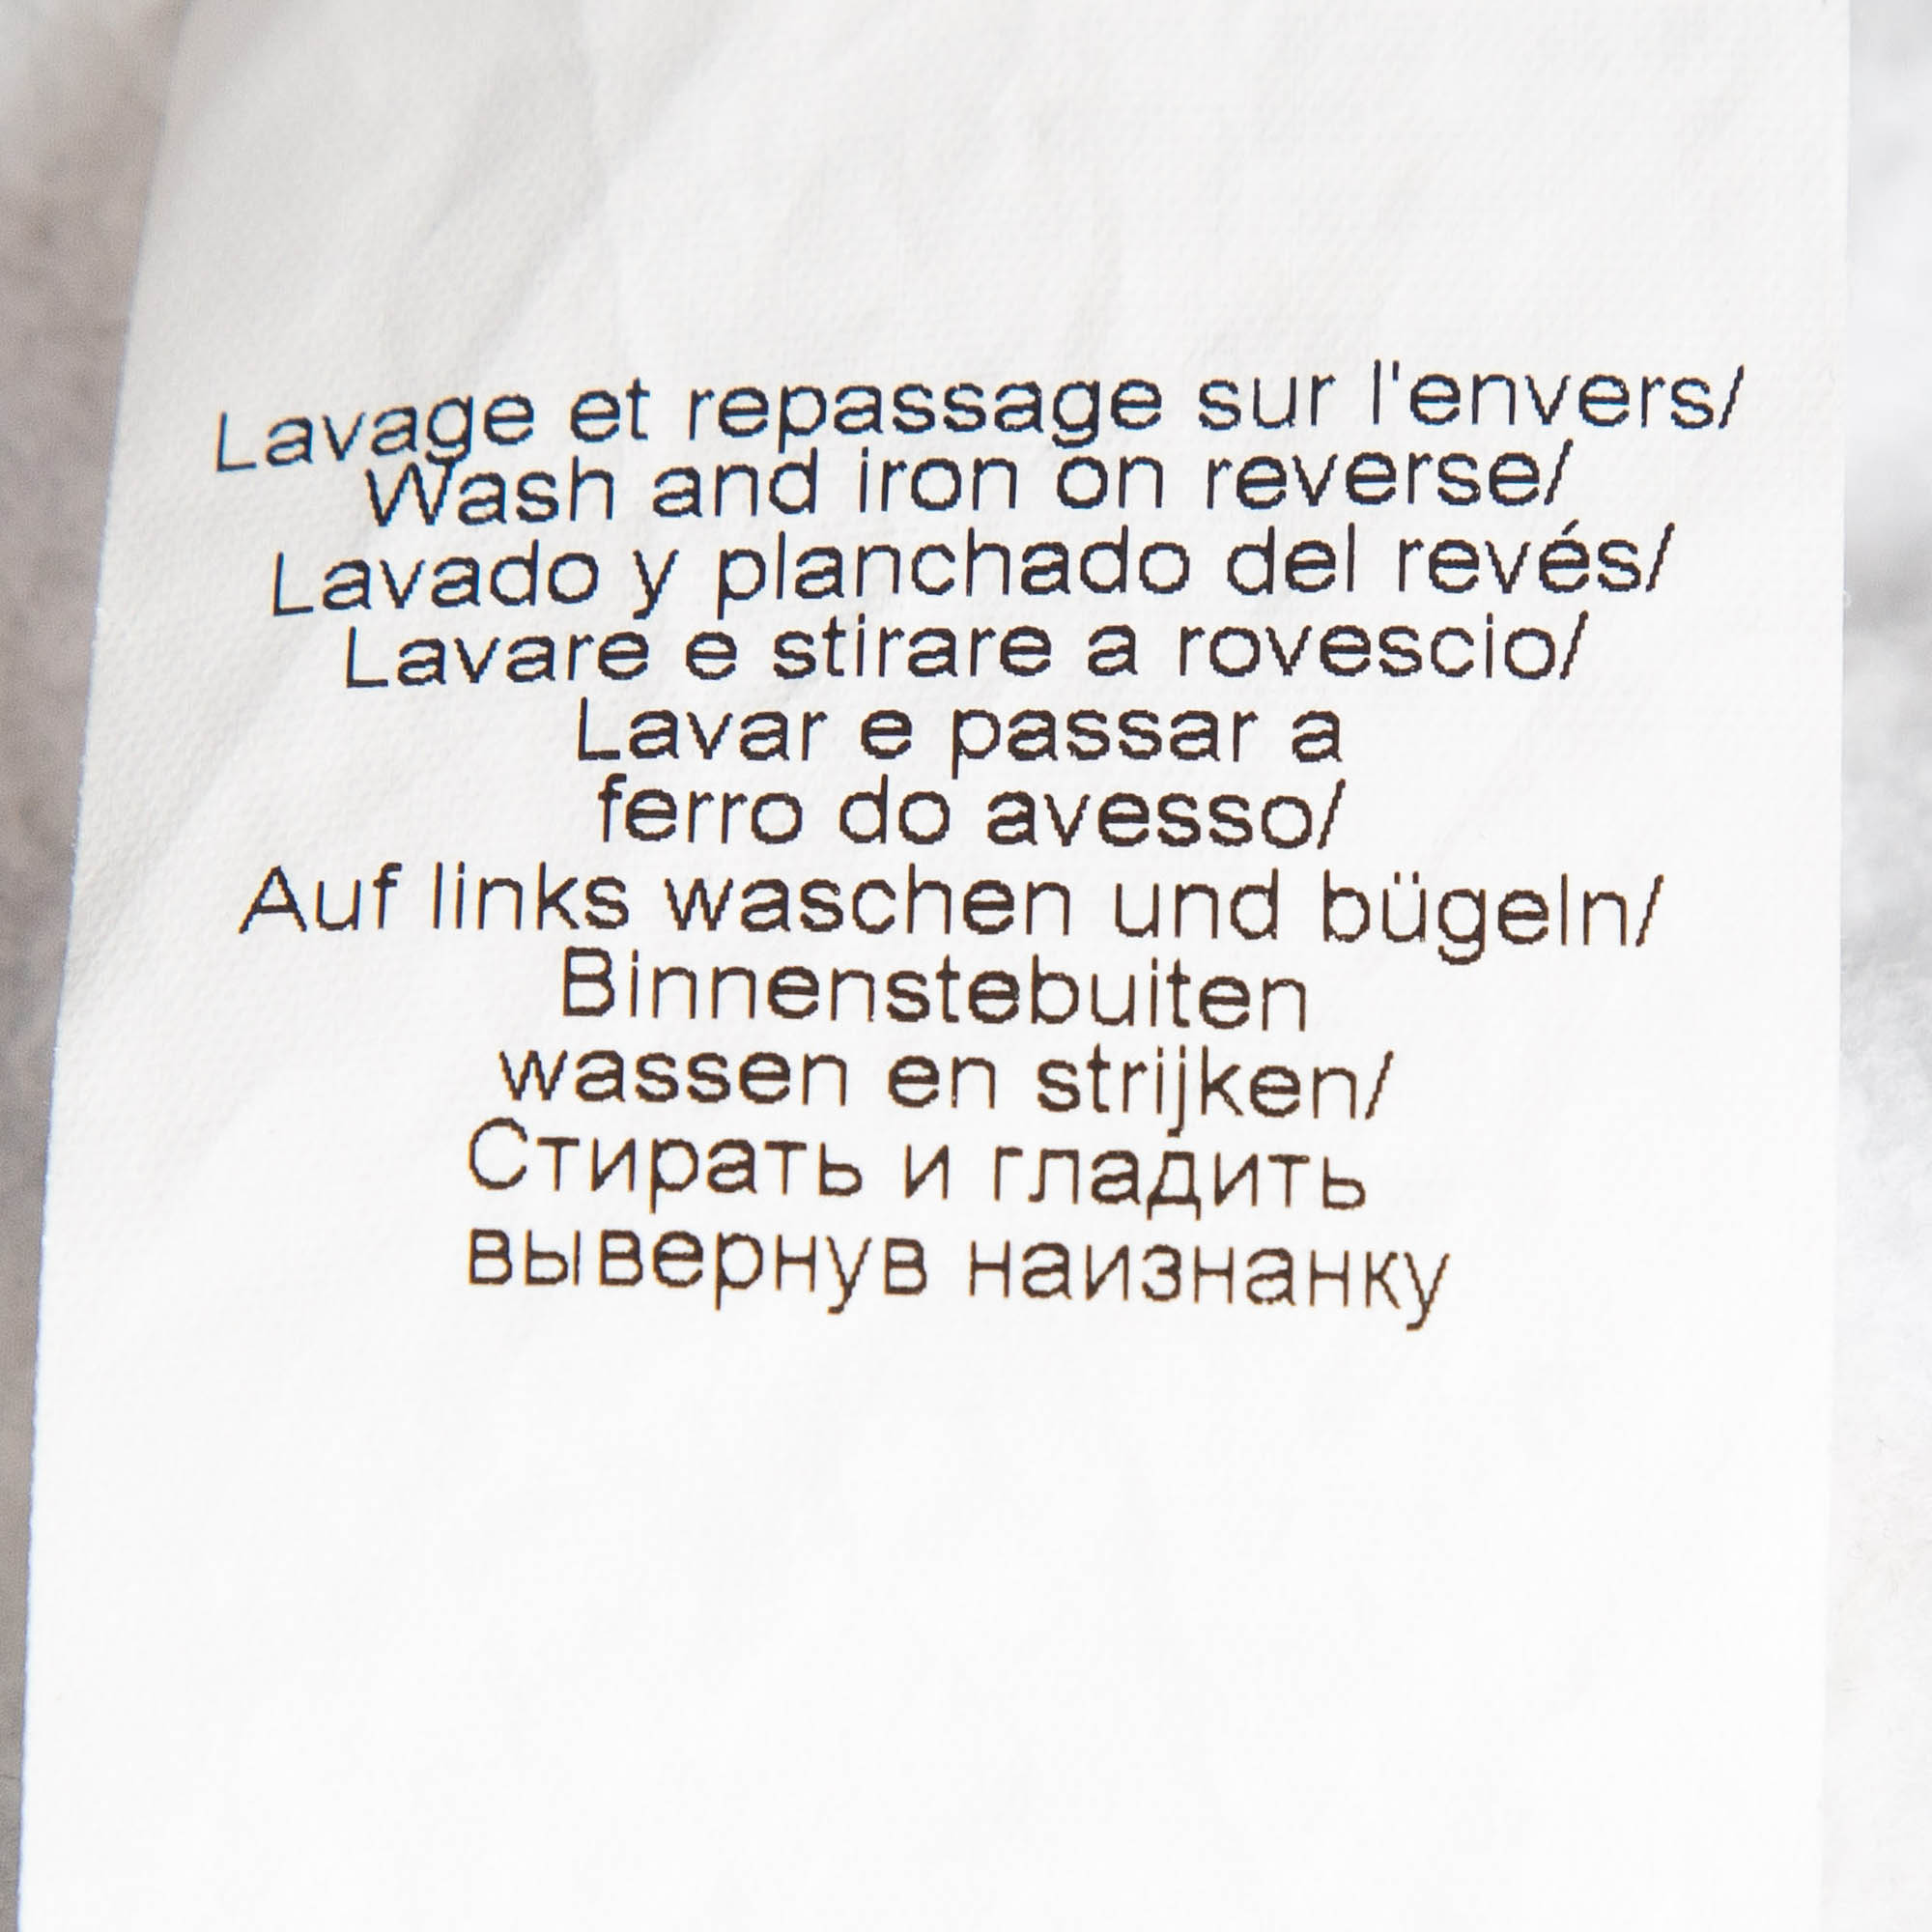 Lavage et repassage sur l'envers/
Wash and iron on reverse/
Lavado y planchado del revés/
Lavare e stirare a rovescio/
Lavar e passar a
ferro do avesso/
Auf links waschen und bügeln/
Binnenstebuiten
wassen en strijken/
Стирать и гладить
вывернув наизнанку